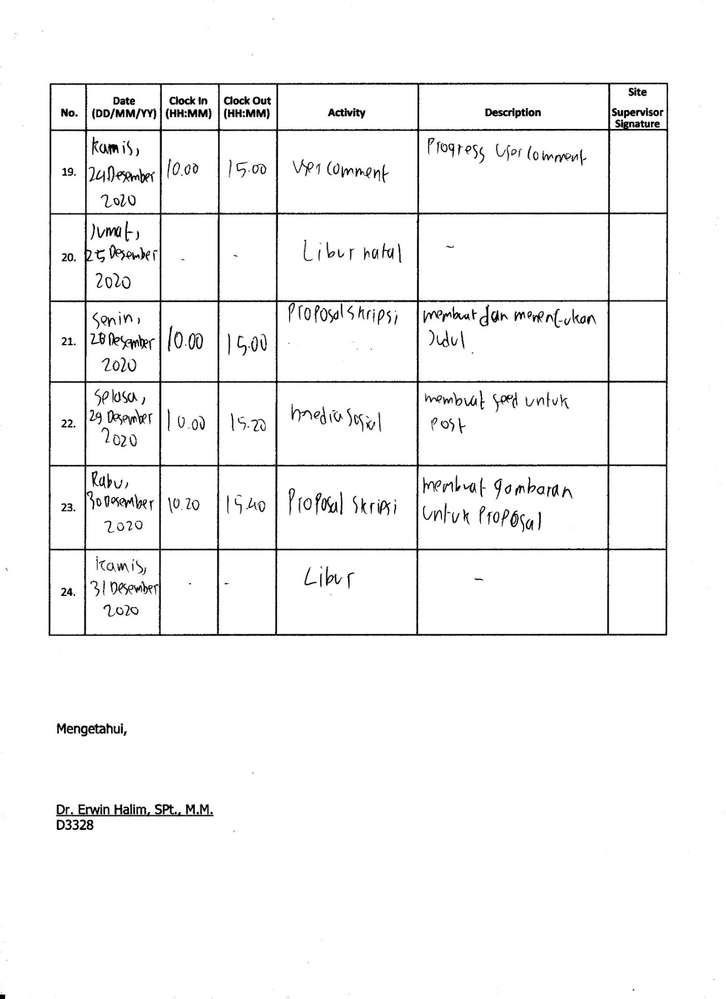 No. Date (DD/MM/YY) Clock In (HH:MM) Clock Out (HH:MM) Activity Description Site Supervisor Signature
19. Kamis, 24 Desember 2020 10.00 15.00 User comment Progress User comment
20. Jumat, 25 Desember 2020 - - Libur natal -
21. Senin, 28 Desember 2020 10.00 15.00 Proposal skripsi membuat dan menentukan Judul
22. Selasa, 29 Desember 2020 10.00 15.20 media sosial membuat feed untuk post
23. Rabu, 30 Desember 2020 10.20 15.40 Proposal skripsi membuat gambaran untuk Proposal
24. Kamis, 31 Desember 2020 - - Libur -
Mengetahui,
Dr. Erwin Halim, SPt., M.M.
D3328